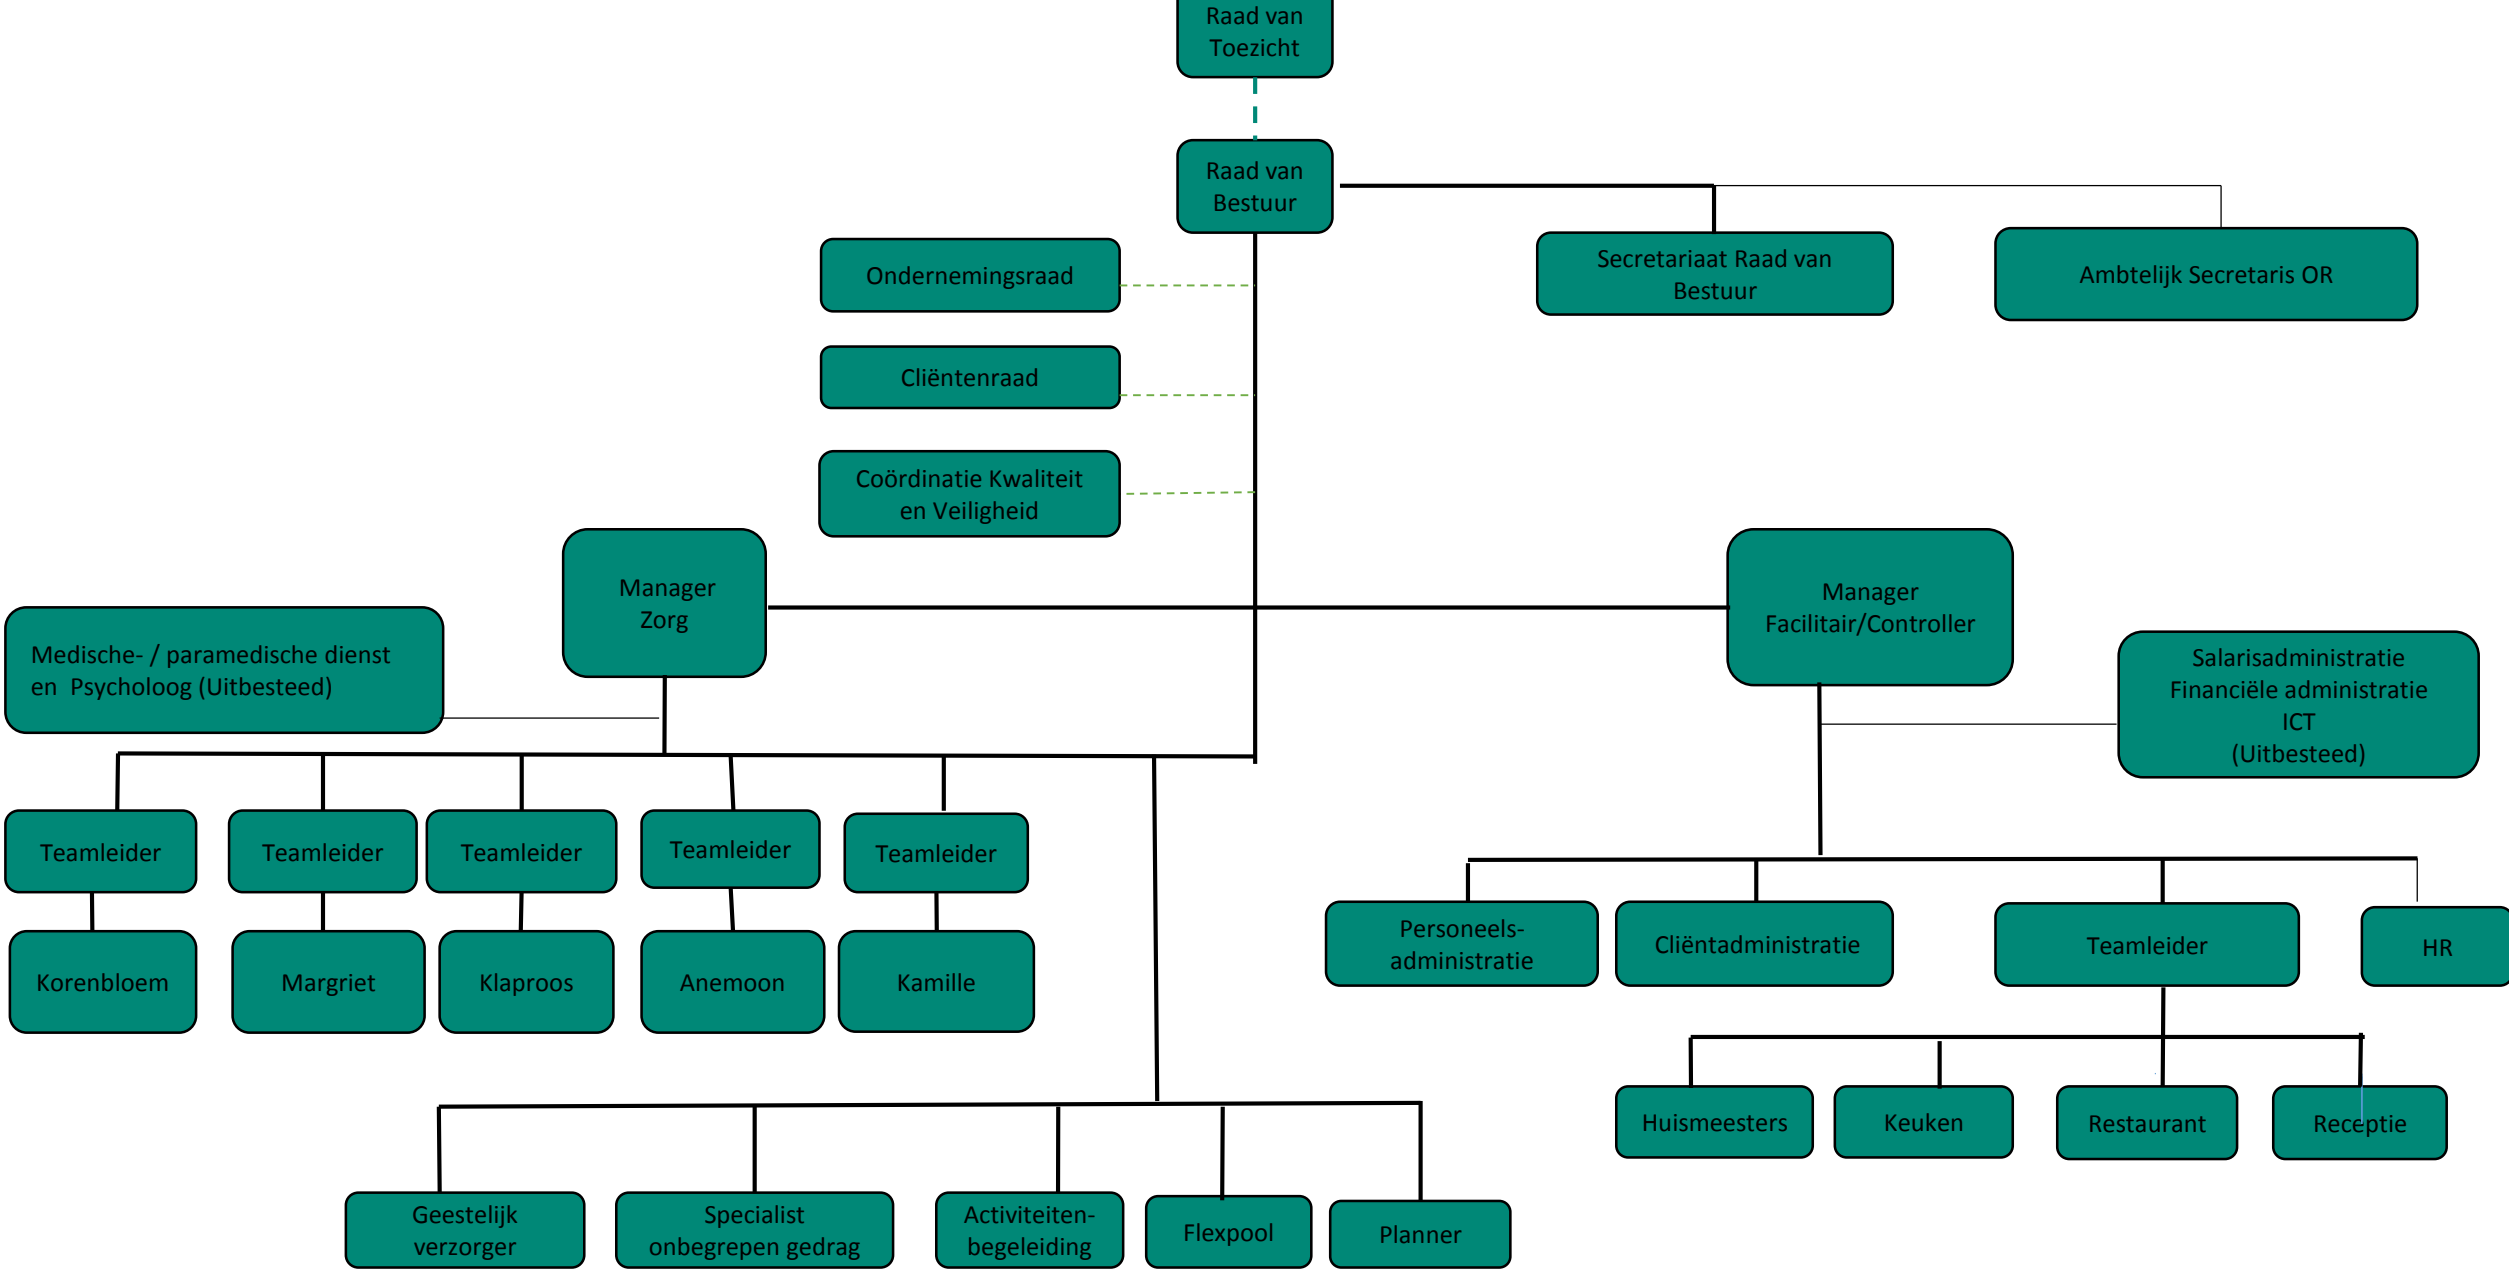 Raad van
Toezicht
Raad van
Bestuur
Ondernemingsraad
Secretariaat Raad van
Bestuur
Ambtelijk Secretaris OR
Cliëntenraad
Coördinatie Kwaliteit
en Veiligheid
Manager
Zorg
Manager
Facilitair/Controller
Medische- / paramedische dienst
en Psycholoog (Uitbesteed)
Salarisadministratie
Financiële administratie
ICT
(Uitbesteed)
Teamleider
Teamleider
Teamleider
Teamleider
Teamleider
Korenbloem
Margriet
Klaproos
Anemoon
Kamille
Personeels-
administratie
Cliëntadministratie
Teamleider
HR
Huismeesters
Keuken
Restaurant
Receptie
Geestelijk
verzorger
Specialist
onbegrepen gedrag
Activiteiten-
begeleiding
Flexpool
Planner